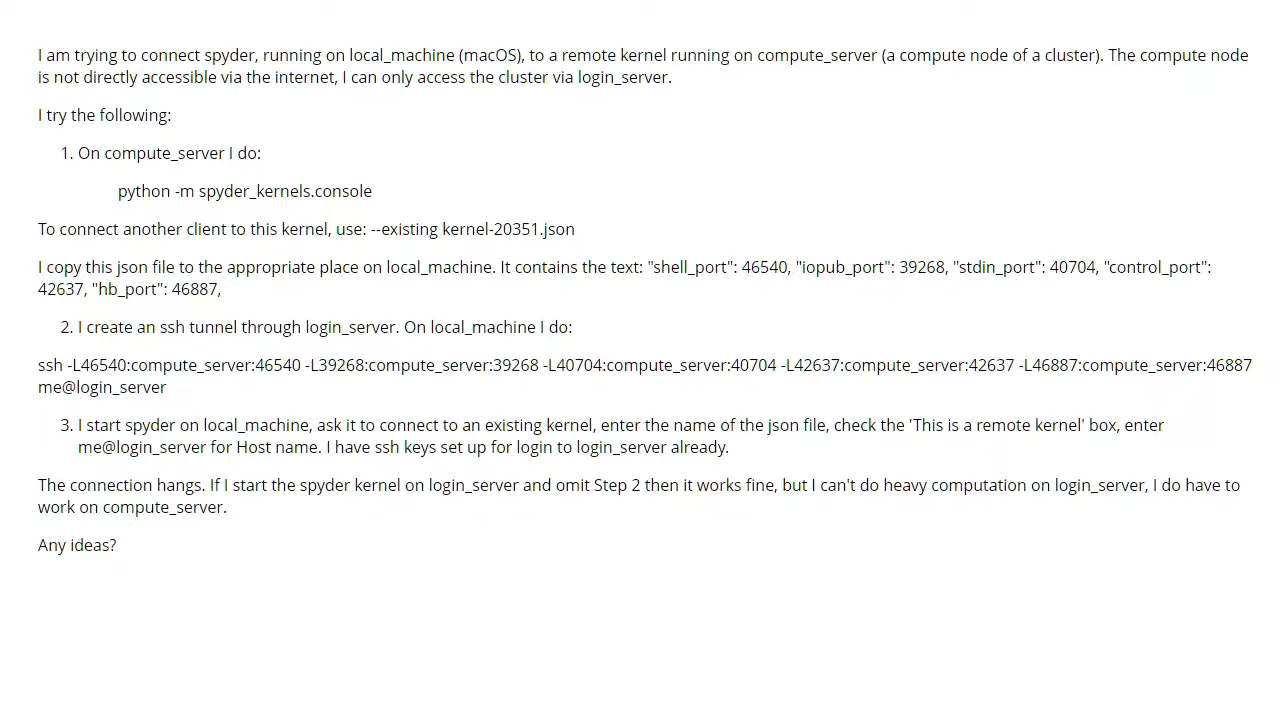 I am trying to connect spyder, running on local_machine (macOS), to a remote kernel running on compute_server (a compute node of a cluster). The compute node
is not directly accessible via the internet, I can only access the cluster via login_server.
I try the following:
1. On compute_server I do:
python -m spyder_kernels.console
To connect another client to this kernel, use: --existing kernel-20351.json
I copy this json file to the appropriate place on local_machine. It contains the text: "shell_port": 46540, "iopub_port": 39268, "stdin_port": 40704, "control_port":
42637, "hb_port": 46887,
2. I create an ssh tunnel through login_server. On local_machine I do:
ssh -L46540:compute_server:46540 -L39268:compute_server:39268 -L40704:compute_server:40704 -L42637:compute_server:42637 -L46887:compute_server:46887
me@login_server
3. I start spyder on local_machine, ask it to connect to an existing kernel, enter the name of the json file, check the 'This is a remote kernel' box, enter
me@login_server for Host name. I have ssh keys set up for login to login_server already.
The connection hangs. If I start the spyder kernel on login_server and omit Step 2 then it works fine, but I can't do heavy computation on login_server, I do have to
work on compute_server.
Any ideas?